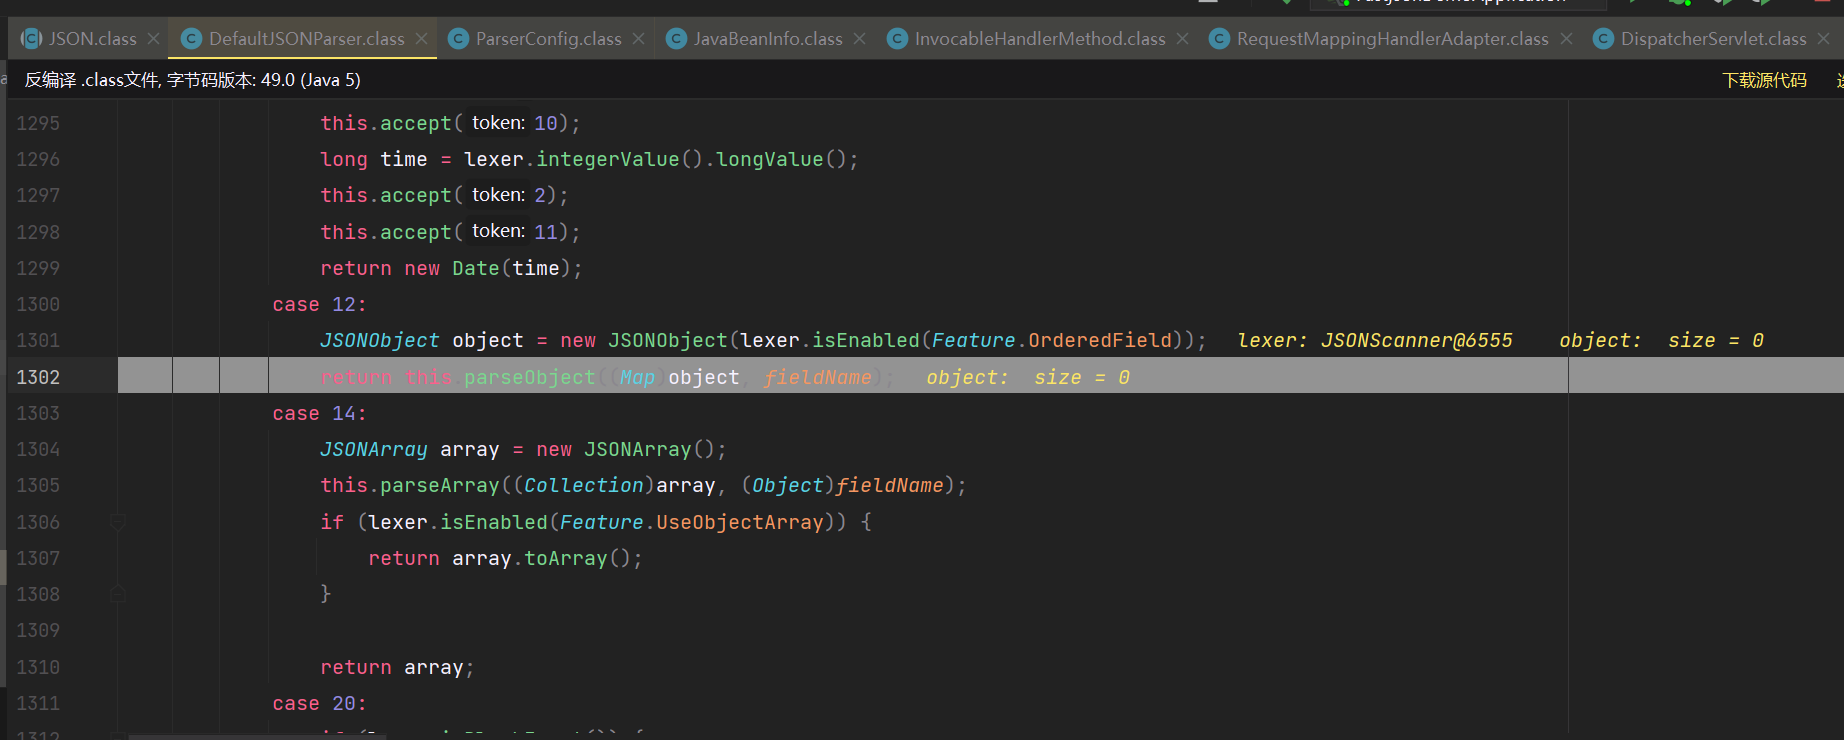 JSON.class DefaultJSONParser.class ParserConfig.class JavaBeanInfo.class InvocableHandlerMethod.class RequestMappingHandlerAdapter.class DispatcherServlet.class
反编译 .class文件, 字节码版本: 49.0 (Java 5) 下载源代码
1295 this.accept( token: 10);
1296 long time = lexer.integerValue().longValue();
1297 this.accept( token: 2);
1298 this.accept( token: 11);
1299 return new Date(time);
1300 case 12:
1301 JSONObject object = new JSONObject(lexer.isEnabled(Feature.OrderedField)); lexer: JSONScanner@6555 object: size = 0
1302 return this.parseObject((Map)object, fieldName); object: size = 0
1303 case 14:
1304 JSONArray array = new JSONArray();
1305 this.parseArray((Collection)array, (Object)fieldName);
1306 if (lexer.isEnabled(Feature.UseObjectArray)) {
1307 return array.toArray();
1308 }
1309
1310 return array;
1311 case 20:
1312